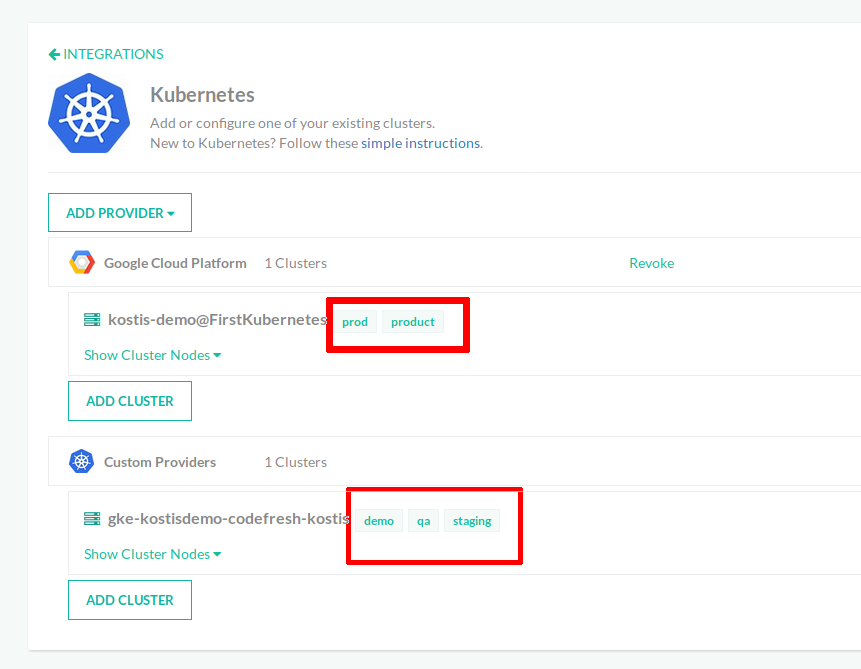 INTEGRATIONS
Kubernetes
Add or configure one of your existing clusters.
New to Kubernetes? Follow these simple instructions.
ADD PROVIDER
Google Cloud Platform 1 Clusters Revoke
kostis-demo@FirstKubernetes prod product
Show Cluster Nodes
ADD CLUSTER
Custom Providers 1 Clusters
gke-kostisdemo-codefresh-kostis demo qa staging
Show Cluster Nodes
ADD CLUSTER